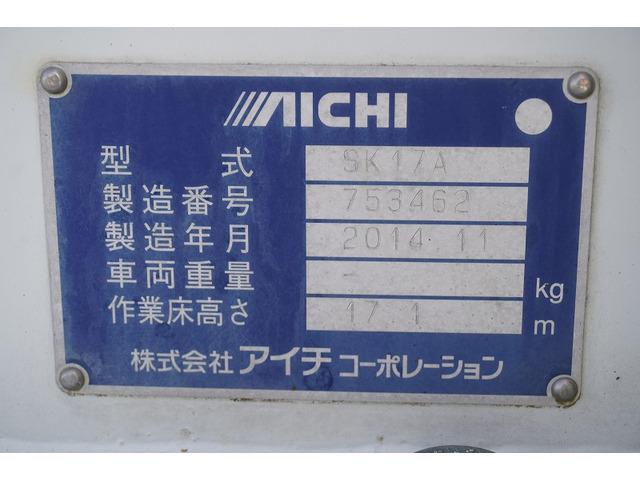 AICHI
型式 SK17A
製造番号 753462
製造年月 2014.11
車両重量 - kg
作業床高さ 17.1 m
株式会社アイチコーポレーション